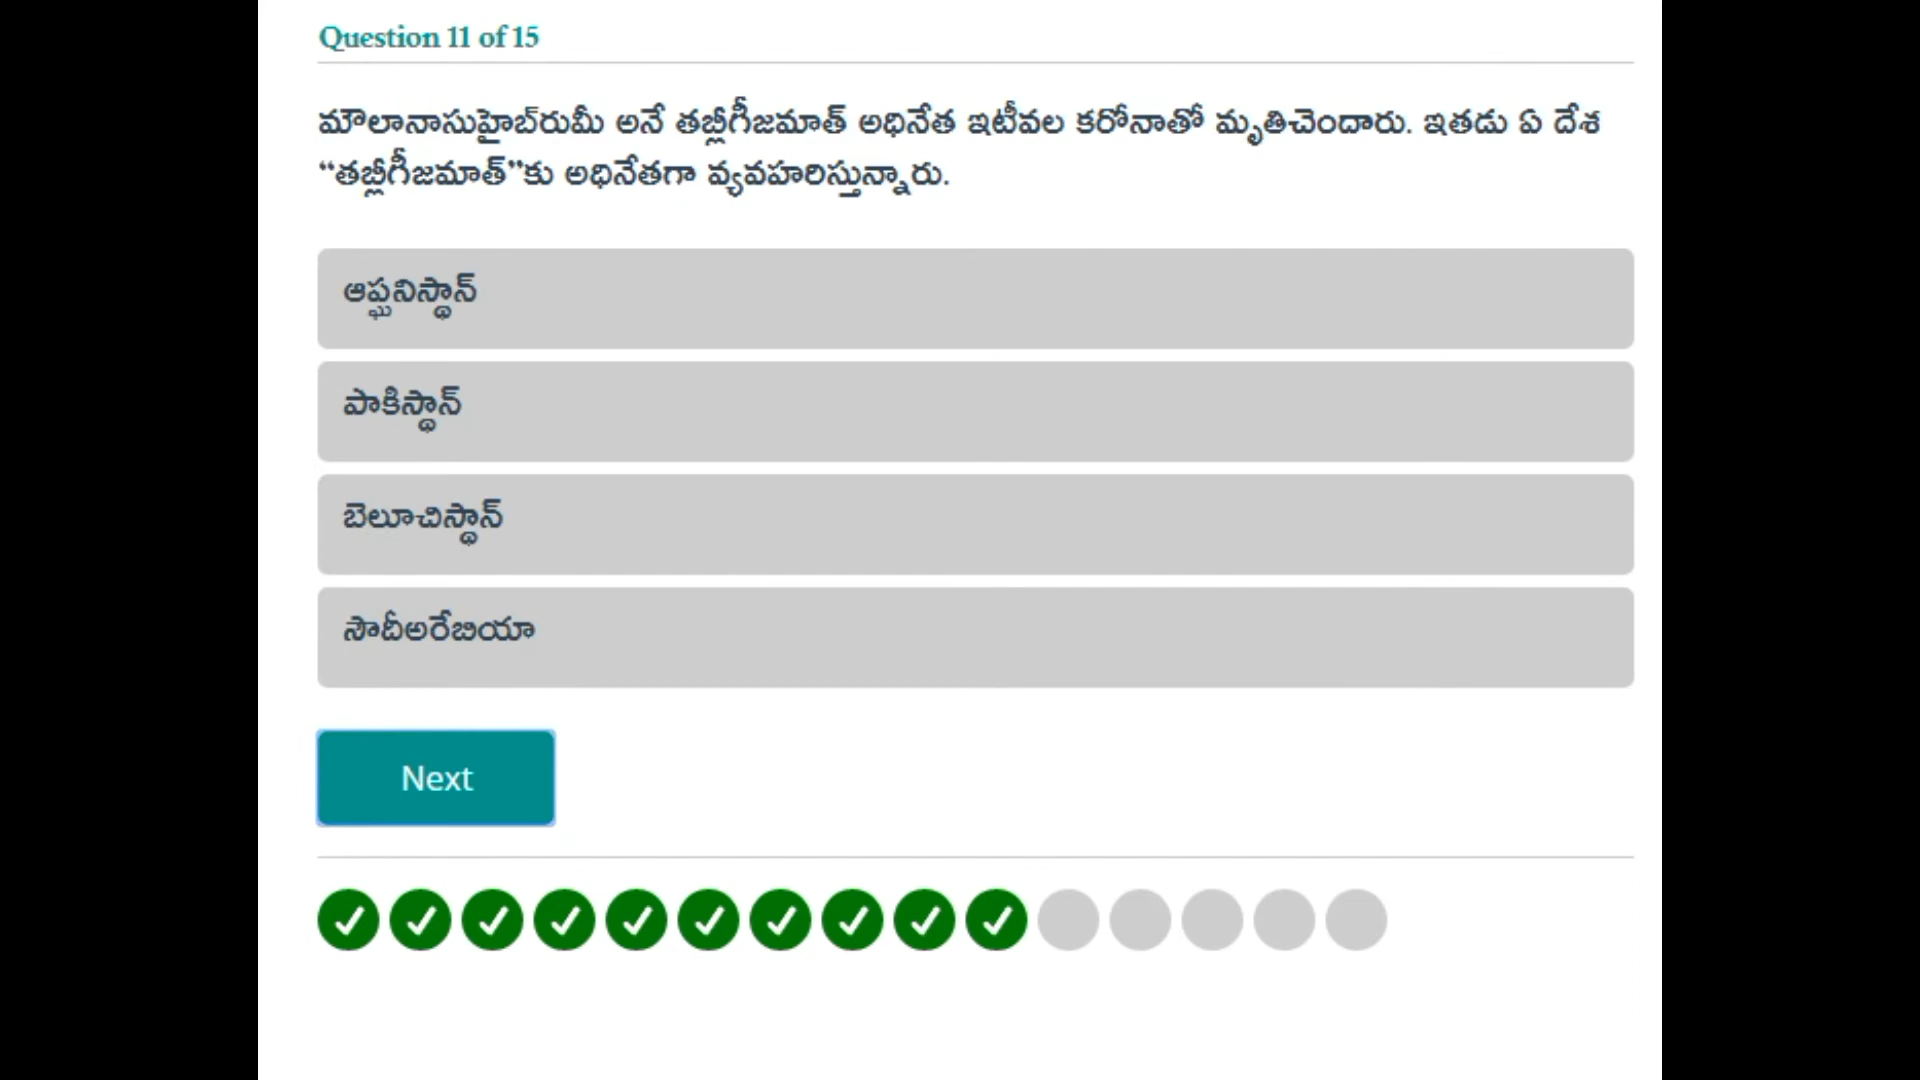 Question 11 of 15
మౌలానాసుహైబ్‌రుమీ అనే తబ్లీగీజమాత్ అధినేత ఇటీవల కరోనాతో మృతిచెందారు. ఇతడు ఏ దేశ
“తబ్లీగీజమాత్”కు అధినేతగా వ్యవహరిస్తున్నారు.
ఆప్ఘనిస్థాన్
పాకిస్థాన్
బెలూచిస్థాన్
సౌదీఅరేబియా
Next